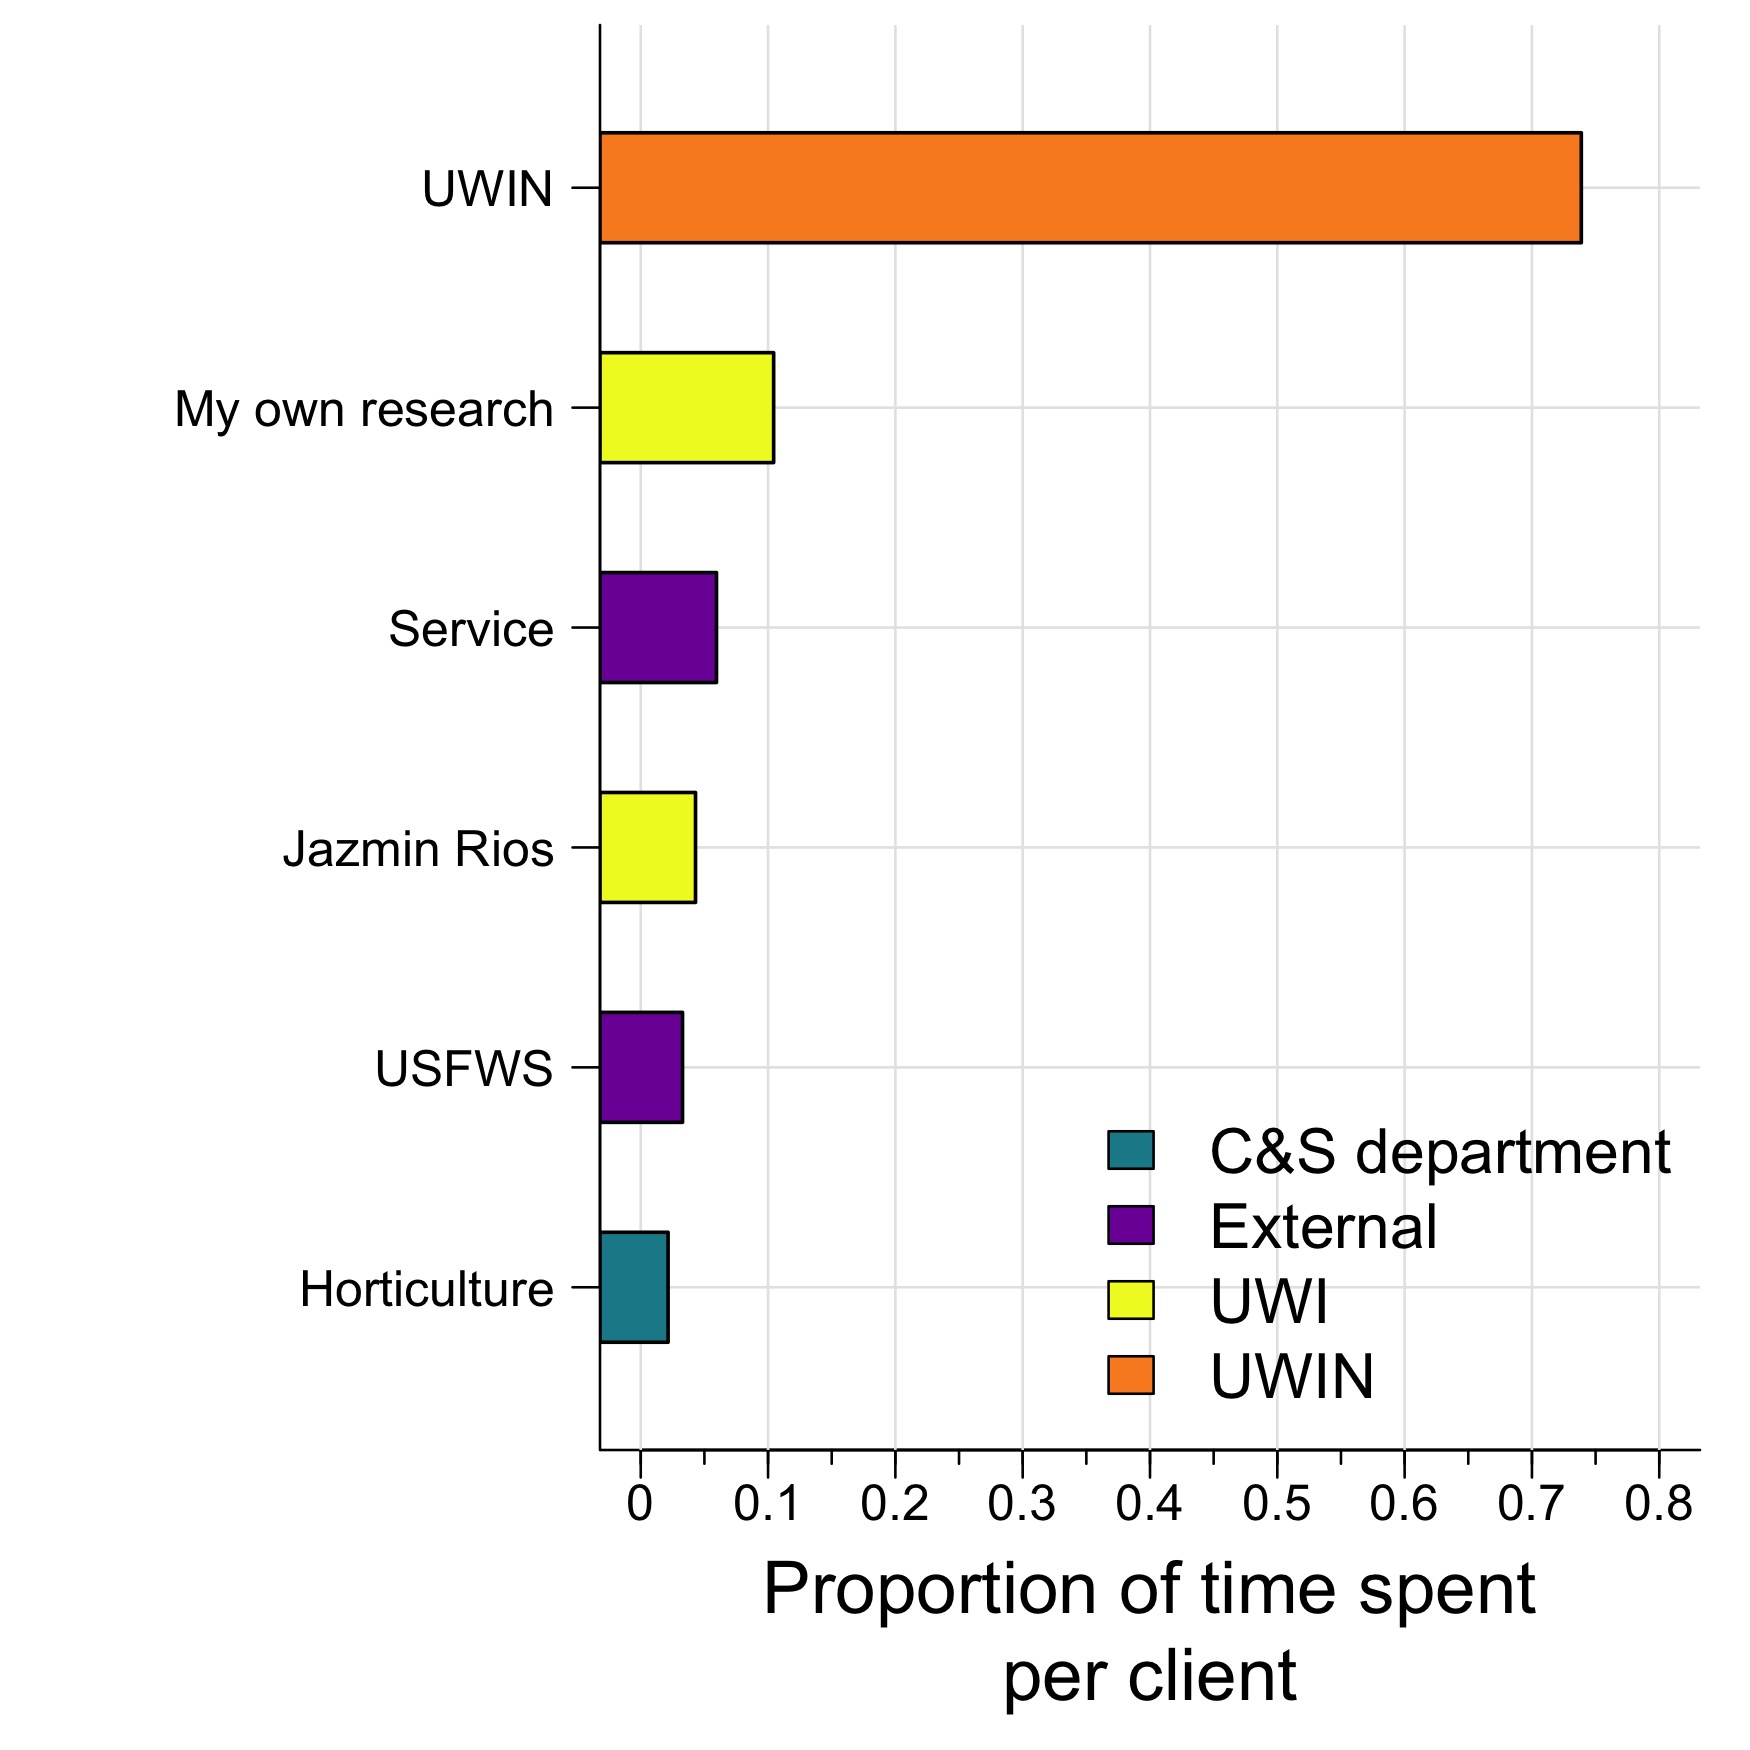 UWIN
My own research
Service
Jazmin Rios
USFWS
Horticulture
C&S department
External
UWI
UWIN
0 0.1 0.2 0.3 0.4 0.5 0.6 0.7 0.8
Proportion of time spent
per client